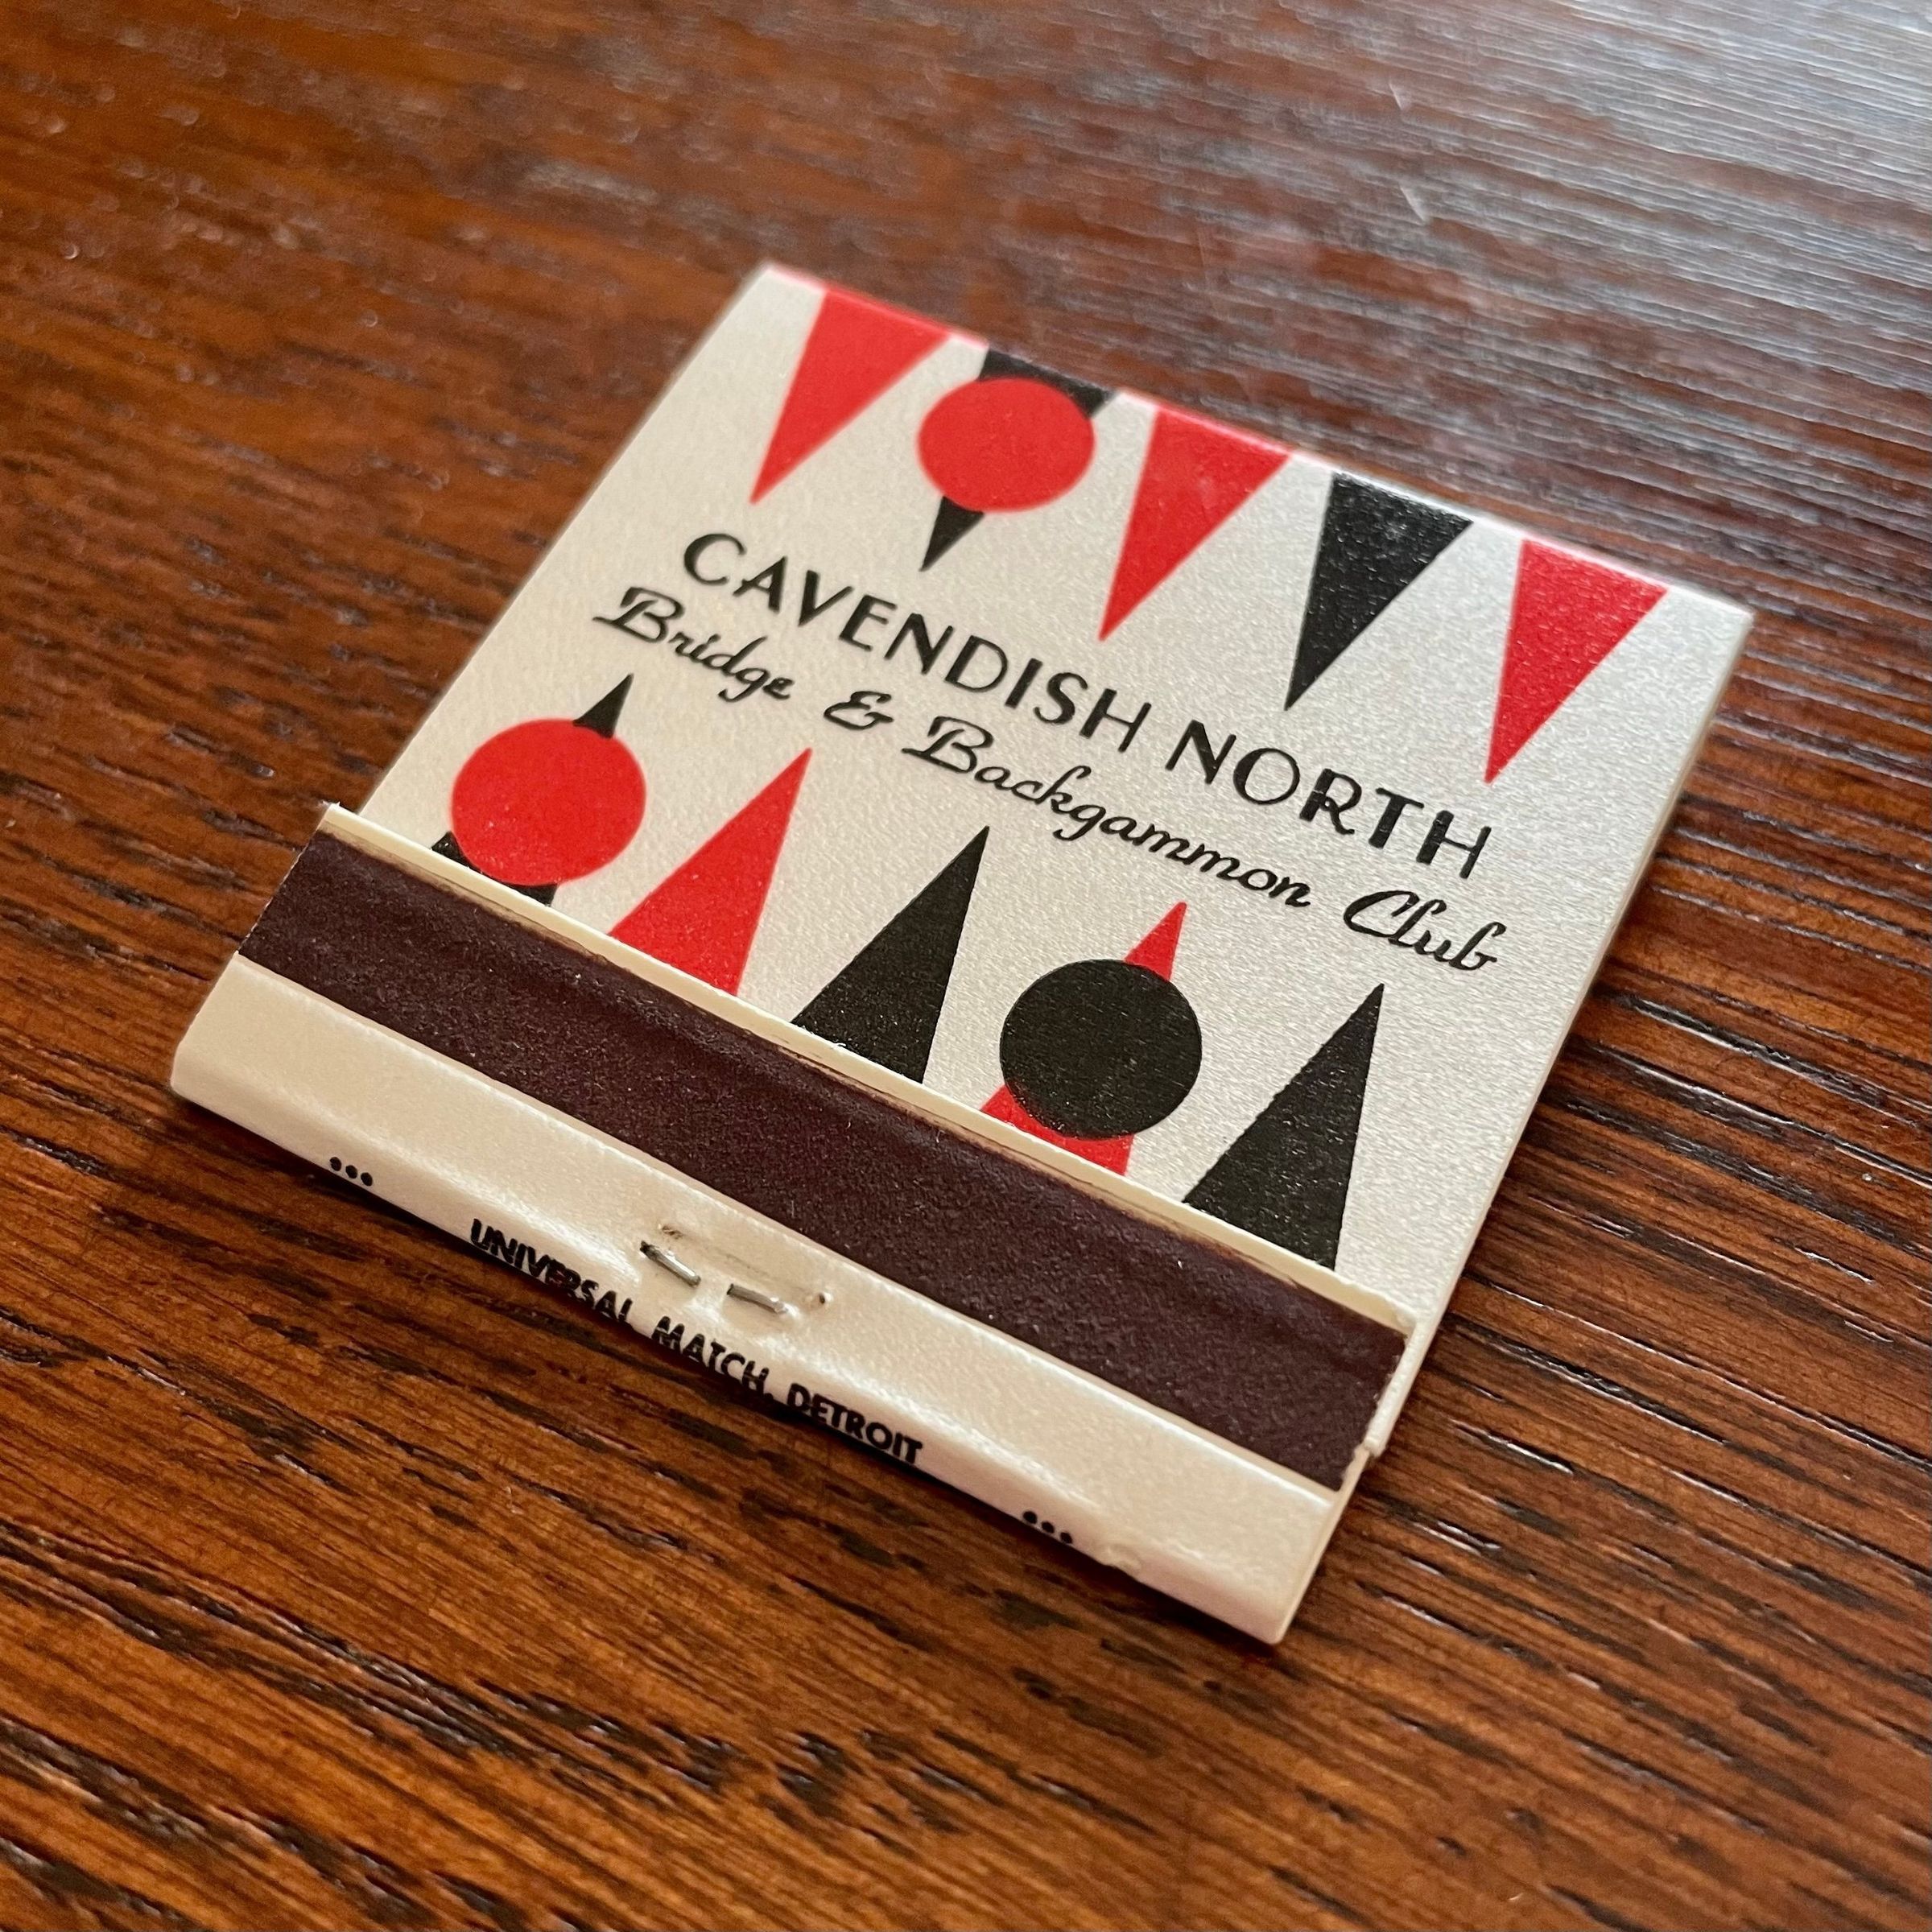 CAVENDISH NORTH
Bridge & Backgammon Club
UNIVERSAL MATCH, DETROIT